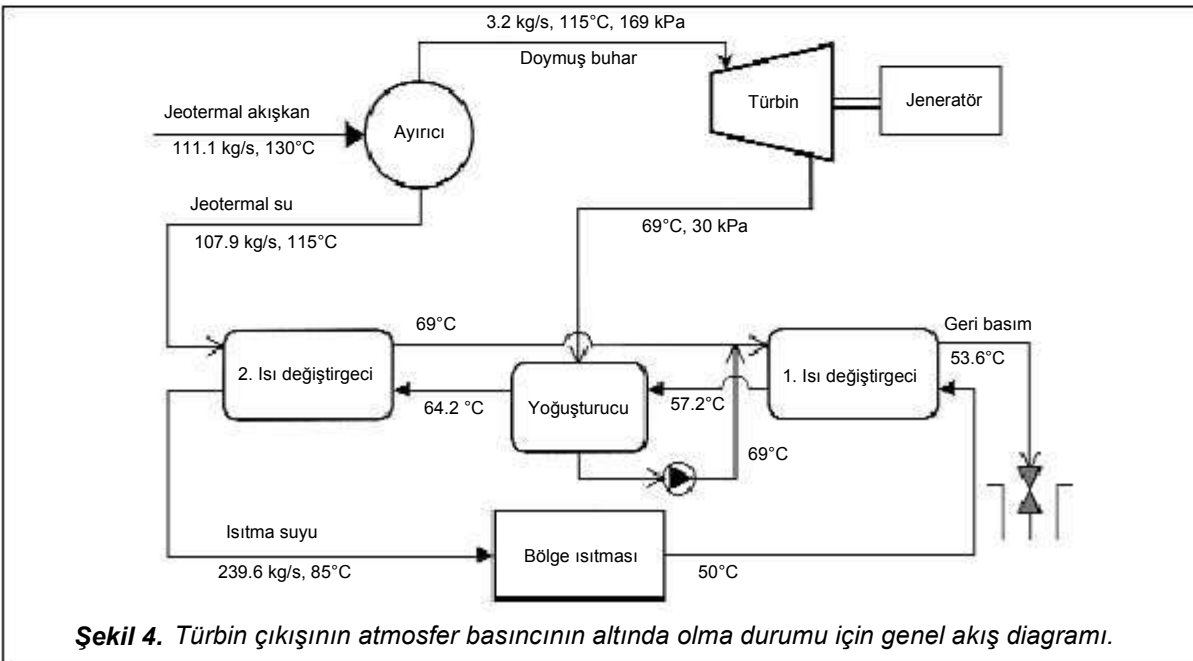 3.2 kg/s, 115°C, 169 kPa
Doymuş buhar
Jeotermal akışkan
111.1 kg/s, 130°C
Ayırıcı
Türbin
Jeneratör
Jeotermal su
107.9 kg/s, 115°C
69°C, 30 kPa
69°C
Geri basım
53.6°C
2. Isı değiştirgeci
1. Isı değiştirgeci
64.2 °C
Yoğuşturucu
57.2°C
69°C
Isıtma suyu
239.6 kg/s, 85°C
Bölge ısıtması
50°C
Şekil 4. Türbin çıkışının atmosfer basıncının altında olma durumu için genel akış diagramı.